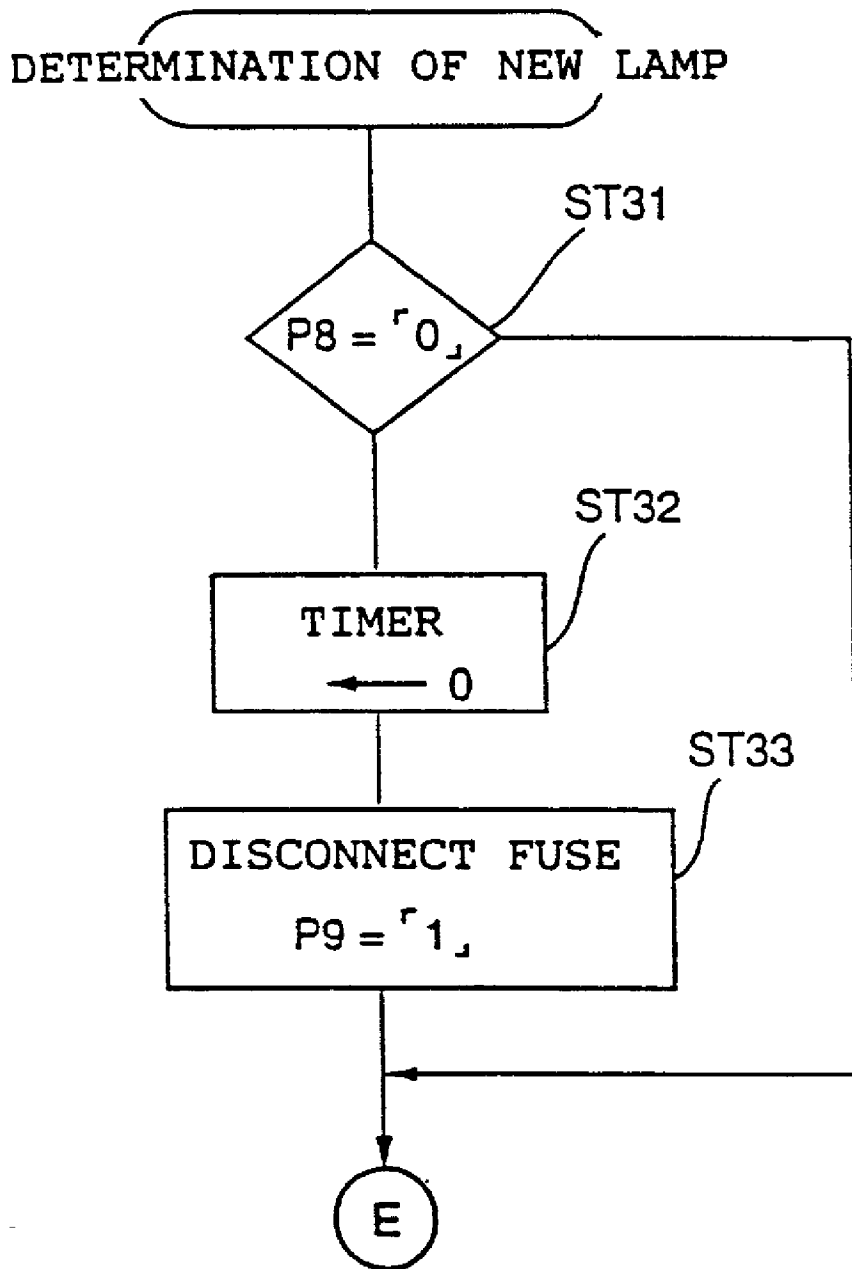 DETERMINATION OF NEW LAMP
ST31
P8 = ｢0｣
ST32
TIMER
← 0
ST33
DISCONNECT FUSE
P9 = ｢1｣
E